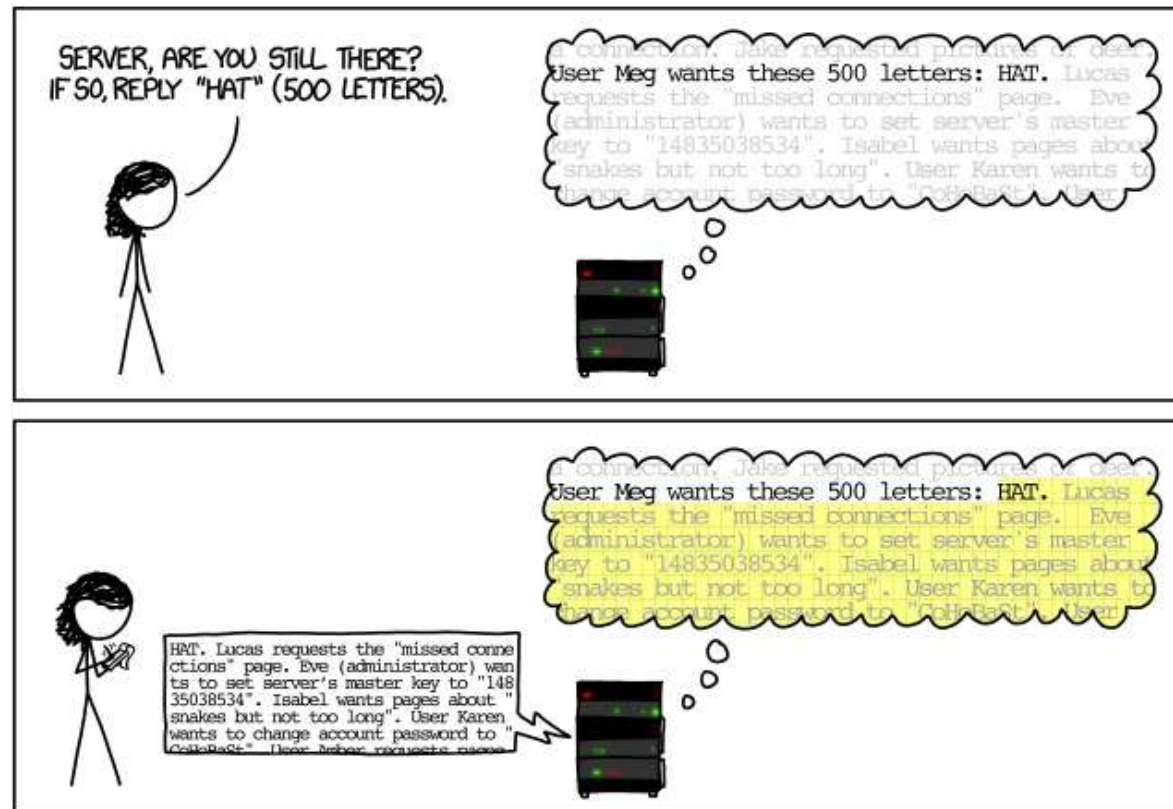 SERVER, ARE YOU STILL THERE?
IF SO, REPLY "HAT" (500 LETTERS).
a connection. Jake requested pictures of deer.
User Meg wants these 500 letters: HAT. Lucas
requests the "missed connections" page. Eve
(administrator) wants to set server's master
key to "14835038534". Isabel wants pages about
"snakes but not too long". User Karen wants to
change account password to "CoHoBaSt". User
a connection. Jake requested pictures of deer.
User Meg wants these 500 letters: HAT. Lucas
requests the "missed connections" page. Eve
(administrator) wants to set server's master
key to "14835038534". Isabel wants pages about
"snakes but not too long". User Karen wants to
change account password to "CoHoBaSt". User
HAT. Lucas requests the "missed conne
ctions" page. Eve (administrator) wan
ts to set server's master key to "148
35038534". Isabel wants pages about "
snakes but not too long". User Karen
wants to change account password to "
CoHoBaSt". User Amber requests pages